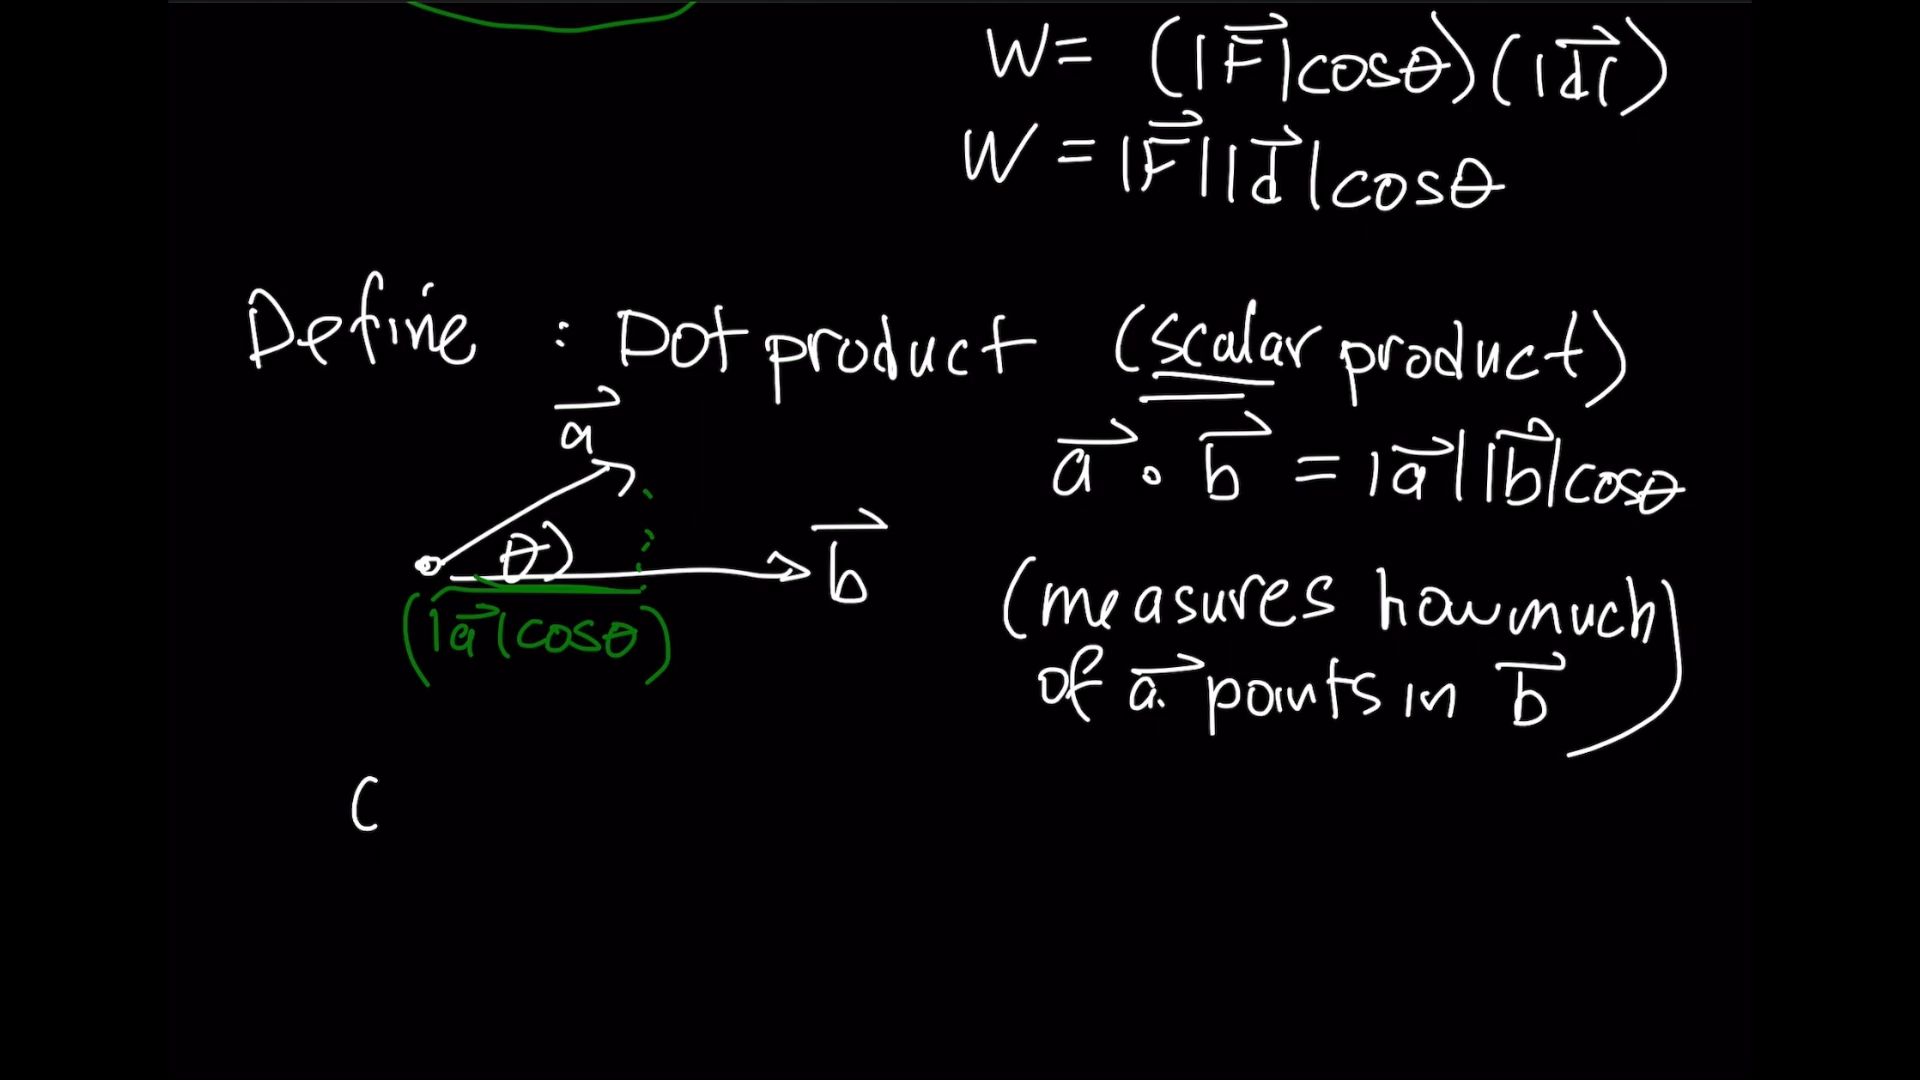 W= (|F⃗|cosθ)(|d⃗|)
W = |F⃗||d⃗|cosθ
Define : Dot product (scalar product)
a⃗
a⃗ • b⃗ = |a⃗||b⃗|cosθ
θ
b⃗
(|a⃗|cosθ)
(measures how much
of a⃗ points in b⃗)
C